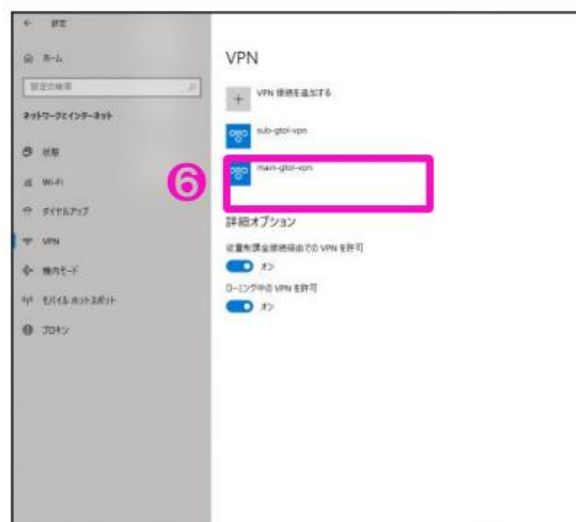 設定
ホーム
設定の検索
ネットワークとインターネット
状態
Wi-Fi
ダイヤルアップ
VPN
機内モード
モバイル ホットスポット
プロキシ
VPN
VPN 接続を追加する
sub-gtol-vpn
6
main-gtol-vpn
詳細オプション
従量制課金接続経由での VPN を許可
オン
ローミング中の VPN を許可
オン